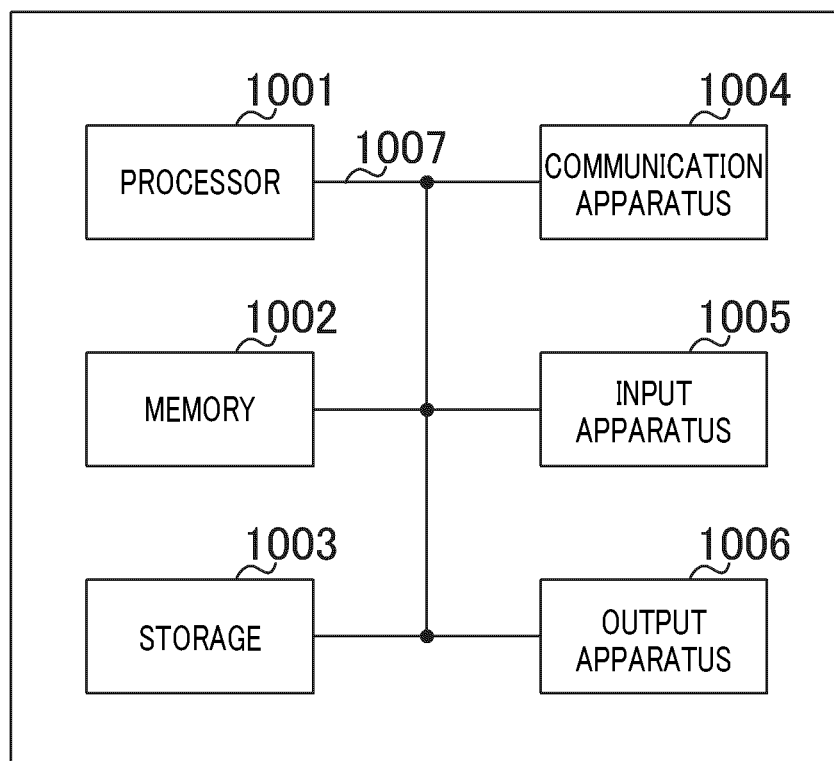 1001
PROCESSOR
1007
1004
COMMUNICATION
APPARATUS
1002
MEMORY
1005
INPUT
APPARATUS
1003
STORAGE
1006
OUTPUT
APPARATUS